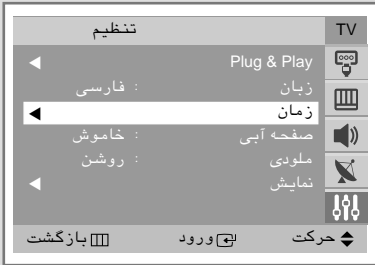 TV تنظیم
Plug & Play
زبان : فارسی
زمان
صفحه آبی : خاموش
ملودی : روشن
نمایش
حرکت ورود بازگشت